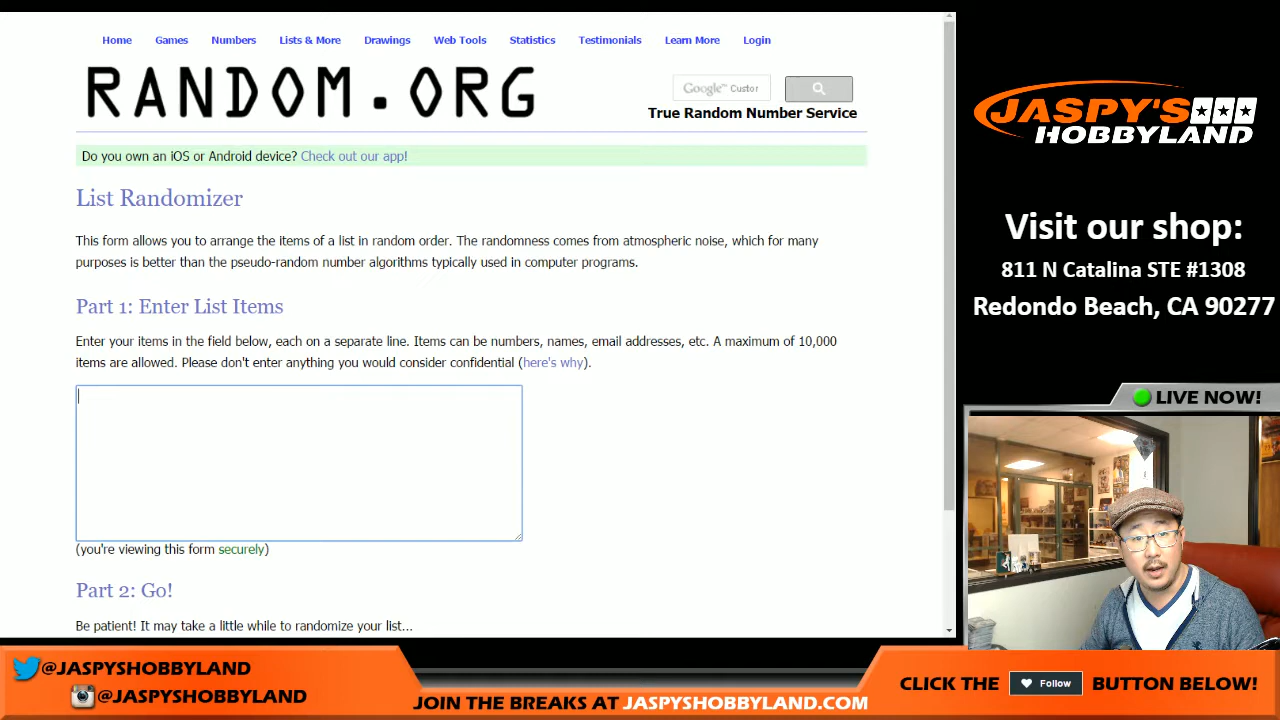 Home Games Numbers Lists & More Drawings Web Tools Statistics Testimonials Learn More Login
RANDOM.ORG
Google™ Custor
True Random Number Service
Do you own an iOS or Android device? Check out our app!
List Randomizer
This form allows you to arrange the items of a list in random order. The randomness comes from atmospheric noise, which for many
purposes is better than the pseudo-random number algorithms typically used in computer programs.
Part 1: Enter List Items
Enter your items in the field below, each on a separate line. Items can be numbers, names, email addresses, etc. A maximum of 10,000
items are allowed. Please don't enter anything you would consider confidential (here's why).
(you're viewing this form securely)
Part 2: Go!
Be patient! It may take a little while to randomize your list...
JASPY'S
HOBBYLAND
Visit our shop:
811 N Catalina STE #1308
Redondo Beach, CA 90277
LIVE NOW!
@JASPYSHOBBYLAND
@JASPYSHOBBYLAND
JOIN THE BREAKS AT JASPYSHOBBYLAND.COM
CLICK THE Follow BUTTON BELOW!